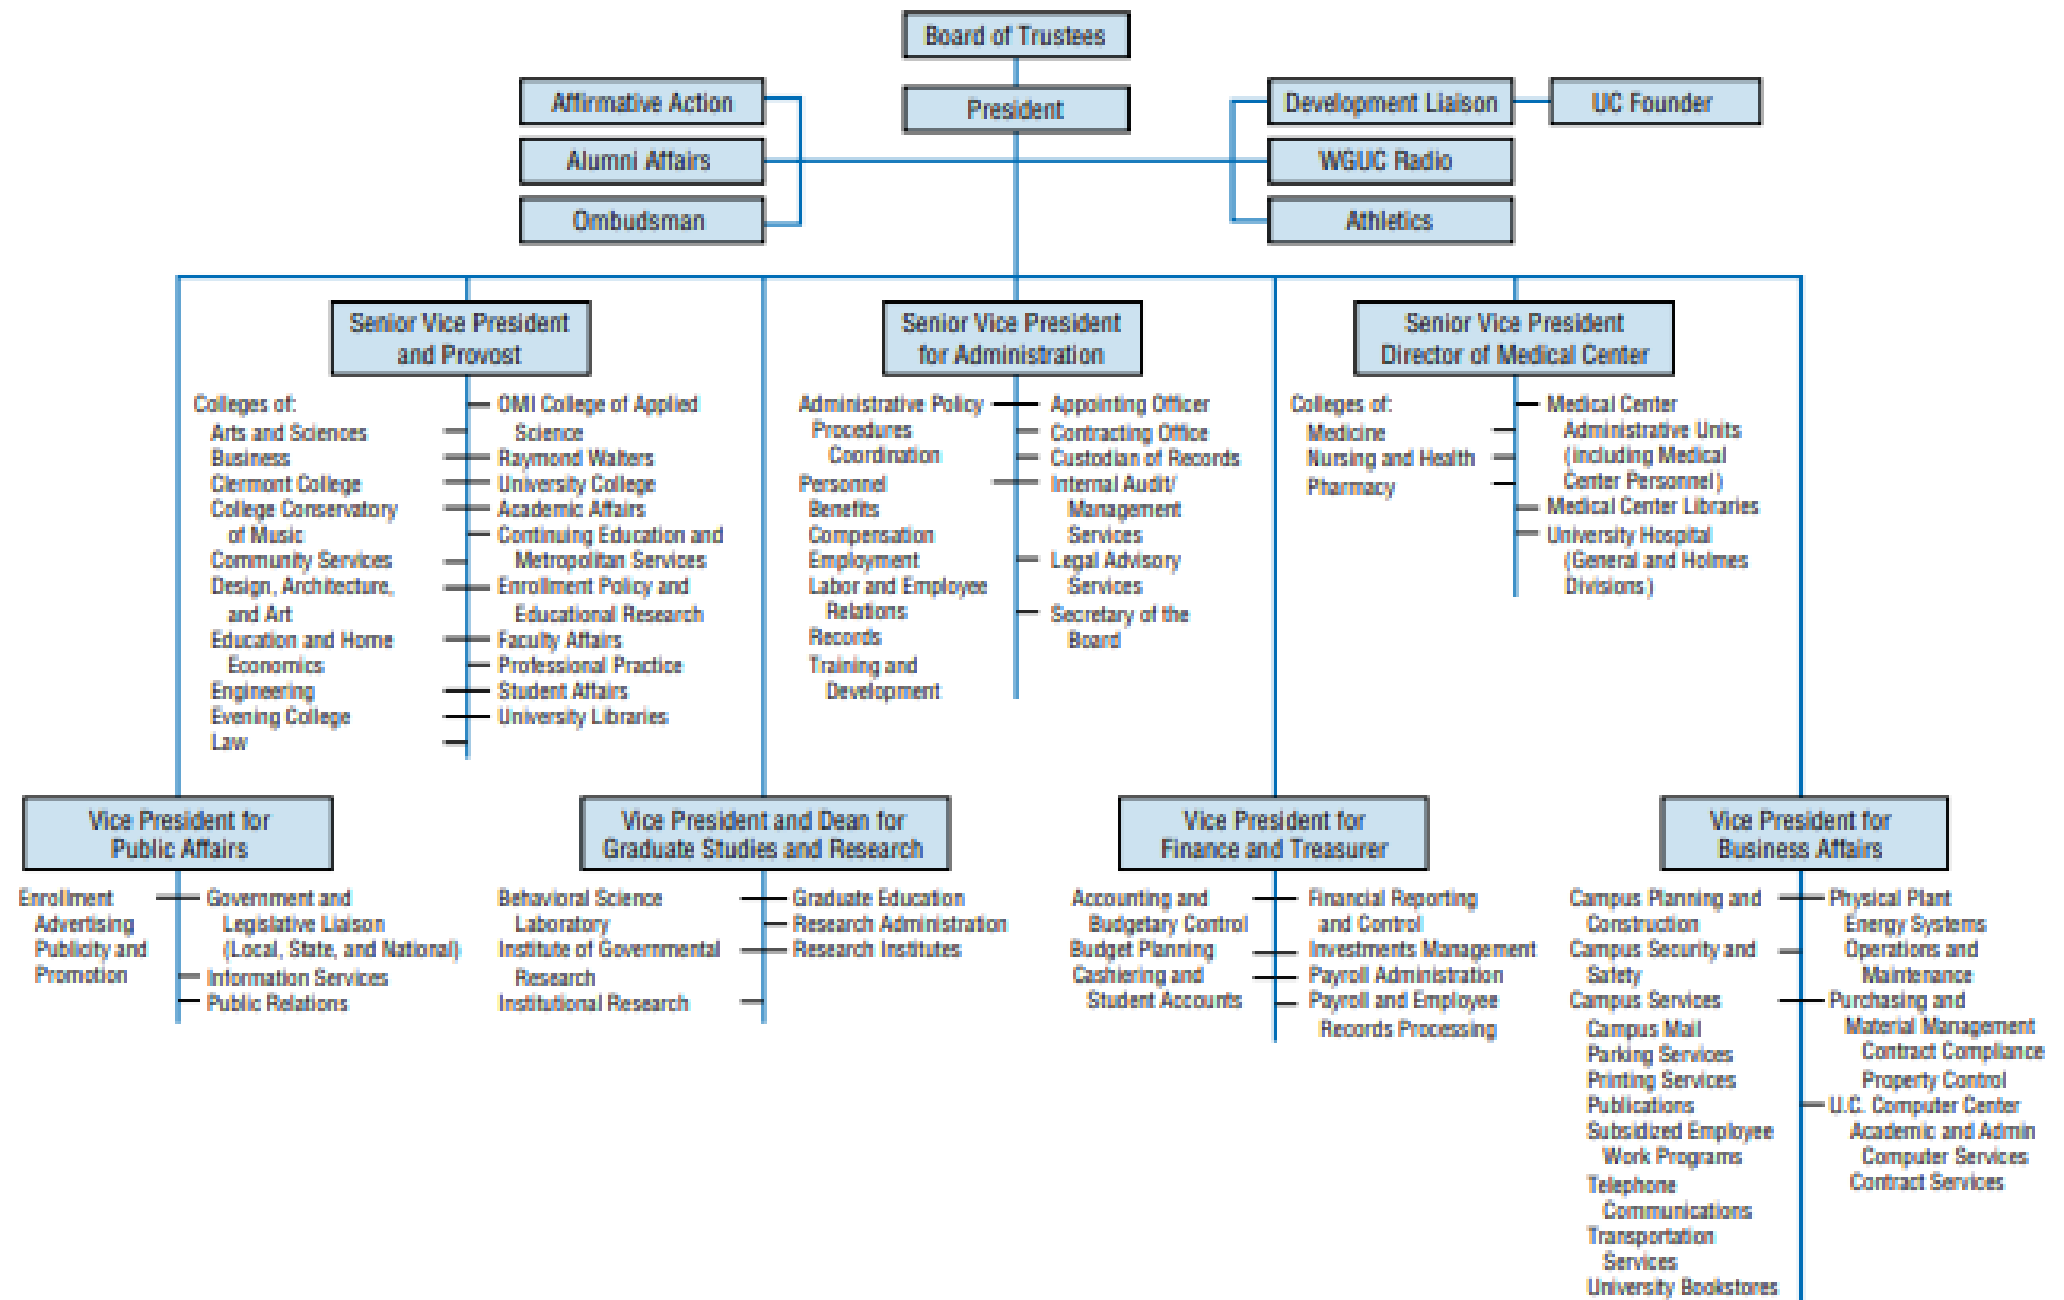 Board of Trustees
President
Affirmative Action
Alumni Affairs
Ombudsman
Development Liaison
UC Founder
WGUC Radio
Athletics
Senior Vice President
and Provost
Colleges of:
Arts and Sciences
Business
Clermont College
College Conservatory
of Music
Community Services
Design, Architecture,
and Art
Education and Home
Economics
Engineering
Evening College
Law
OMI College of Applied
Science
Raymond Walters
University College
Academic Affairs
Continuing Education and
Metropolitan Services
Enrollment Policy and
Educational Research
Faculty Affairs
Professional Practice
Student Affairs
University Libraries
Senior Vice President
for Administration
Administrative Policy
Procedures
Coordination
Personnel
Benefits
Compensation
Employment
Labor and Employee
Relations
Records
Training and
Development
Appointing Officer
Contracting Office
Custodian of Records
Internal Audit/
Management
Services
Legal Advisory
Services
Secretary of the
Board
Senior Vice President
Director of Medical Center
Colleges of:
Medicine
Nursing and Health
Pharmacy
Medical Center
Administrative Units
(including Medical
Center Personnel)
Medical Center Libraries
University Hospital
(General and Holmes
Divisions)
Vice President for
Public Affairs
Enrollment
Advertising
Publicity and
Promotion
Government and
Legislative Liaison
(Local, State, and National)
Information Services
Public Relations
Vice President and Dean for
Graduate Studies and Research
Behavioral Science
Laboratory
Institute of Governmental
Research
Institutional Research
Graduate Education
Research Administration
Research Institutes
Vice President for
Finance and Treasurer
Accounting and
Budgetary Control
Budget Planning
Cashiering and
Student Accounts
Financial Reporting
and Control
Investments Management
Payroll Administration
Payroll and Employee
Records Processing
Vice President for
Business Affairs
Campus Planning and
Construction
Campus Security and
Safety
Campus Services
Campus Mail
Parking Services
Printing Services
Publications
Subsidized Employee
Work Programs
Telephone
Communications
Transportation
Services
University Bookstores
Physical Plant
Energy Systems
Operations and
Maintenance
Purchasing and
Material Management
Contract Compliance
Property Control
U.C. Computer Center
Academic and Admin
Computer Services
Contract Services